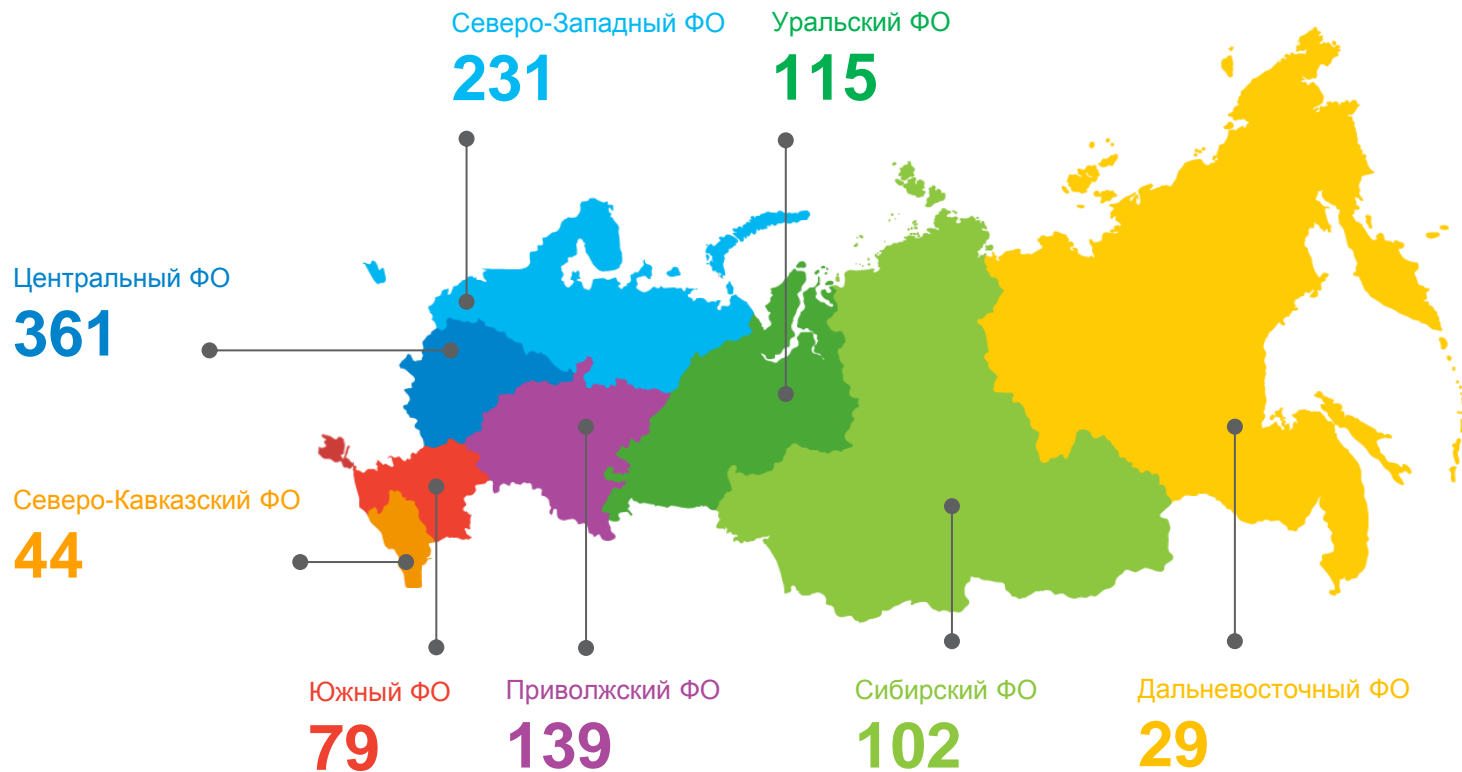 Северо-Западный ФО
231
Уральский ФО
115
Центральный ФО
361
Северо-Кавказский ФО
44
Южный ФО
79
Приволжский ФО
139
Сибирский ФО
102
Дальневосточный ФО
29